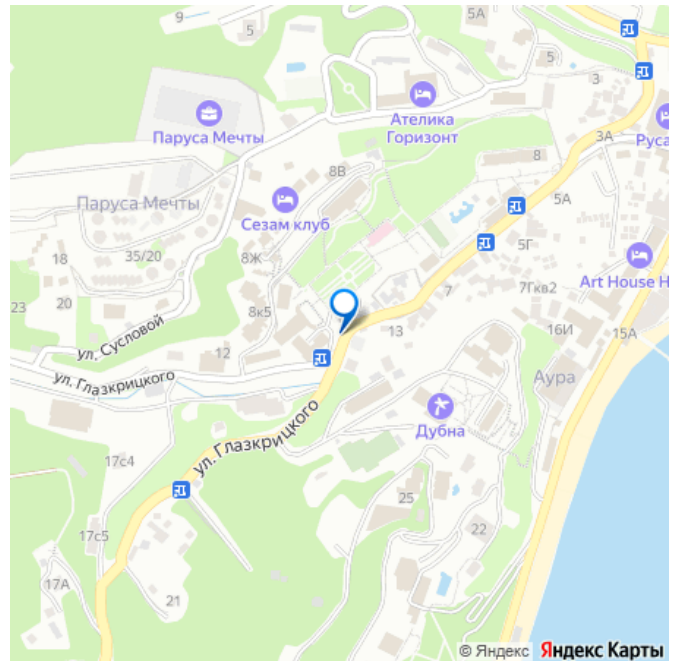 9
5
5А
5
3
Ателика
Горизонт
Паруса Мечты
3А
Руса
8
8В
5А
Паруса Мечты
Сезам клуб
5Г
18
35/20
8Ж
7
7Гкв2
Art House H
23
20
8к5
13
16И
15А
ул. Сусловой
12
ул. Глазкрицкого
Аура
Дубна
ул. Глазкрицкого
17с4
25
22
17с5
17А
21
© Яндекс Яндекс Карты